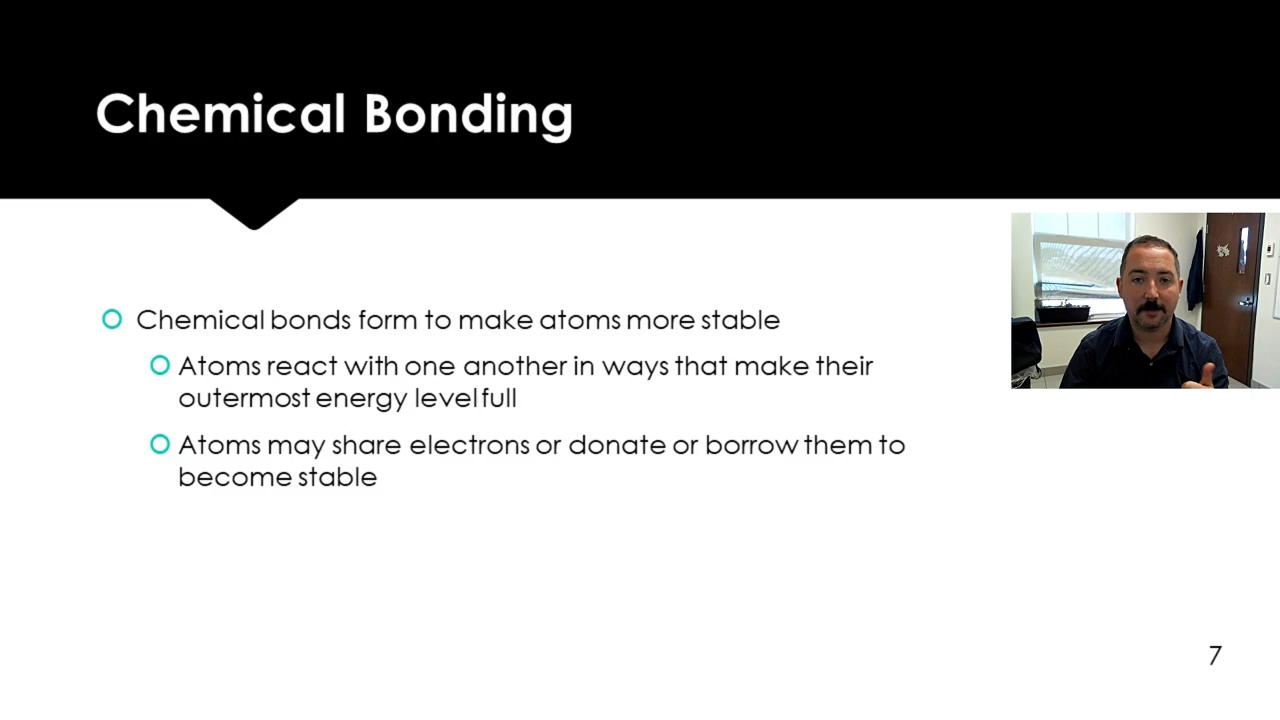 Chemical Bonding
Chemical bonds form to make atoms more stable
Atoms react with one another in ways that make their
outermost energy level full
Atoms may share electrons or donate or borrow them to
become stable
7